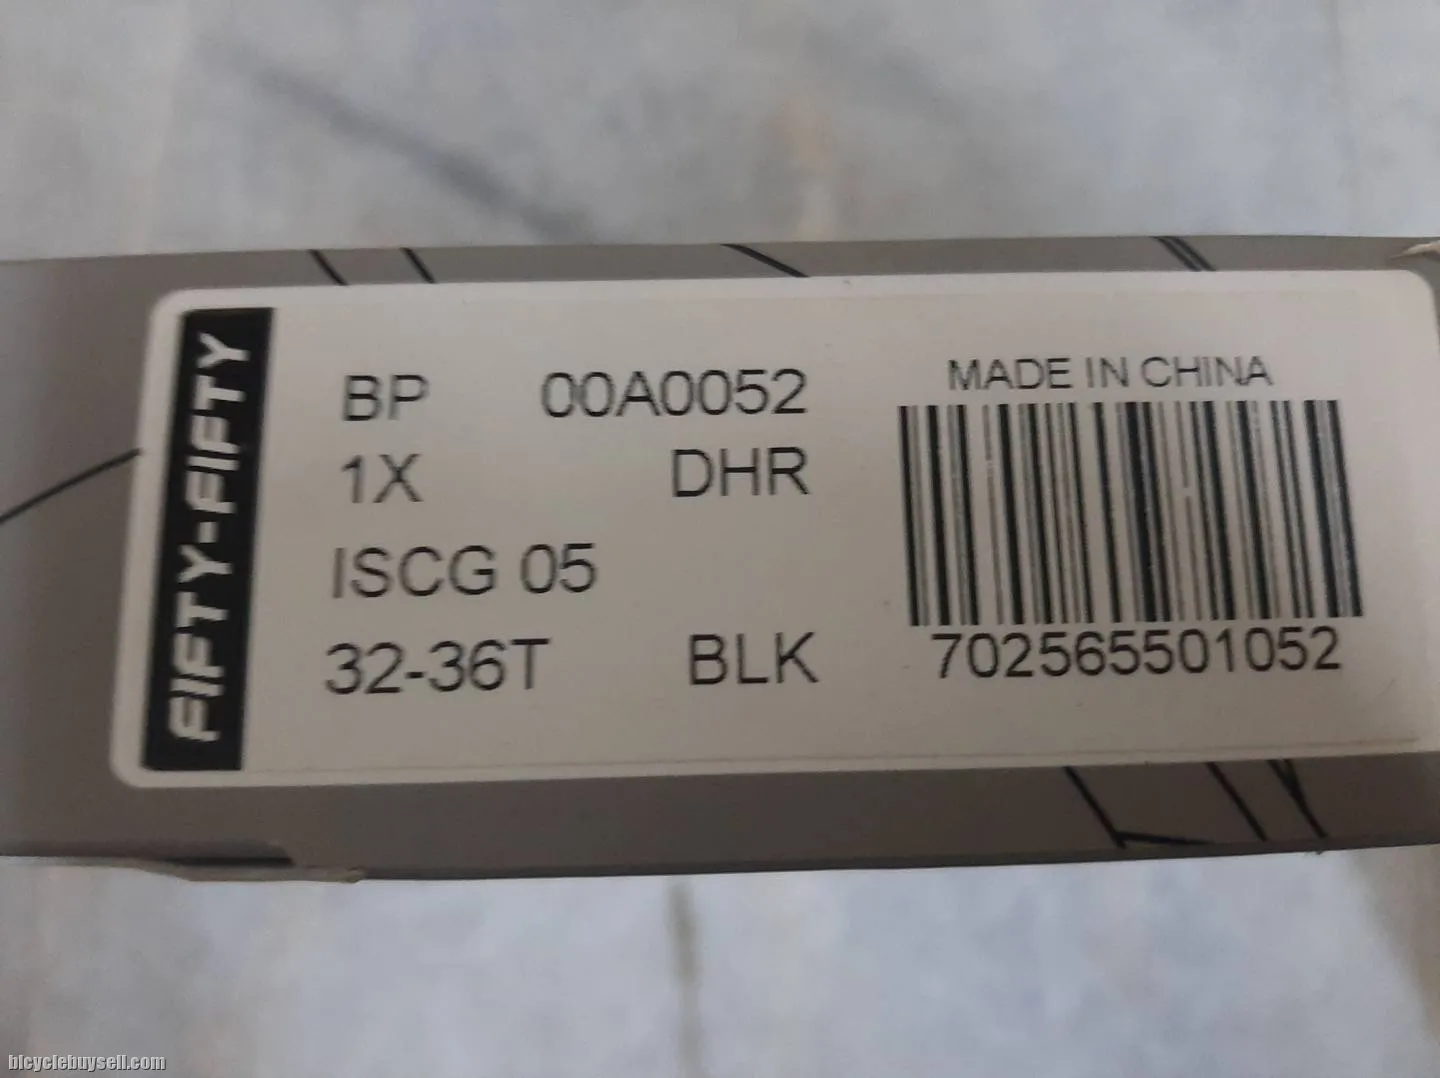 FIFTY-FIFTY
BP 00A0052
1X DHR
ISCG 05
32-36T BLK
MADE IN CHINA
702565501052
bicyclebuysell.com